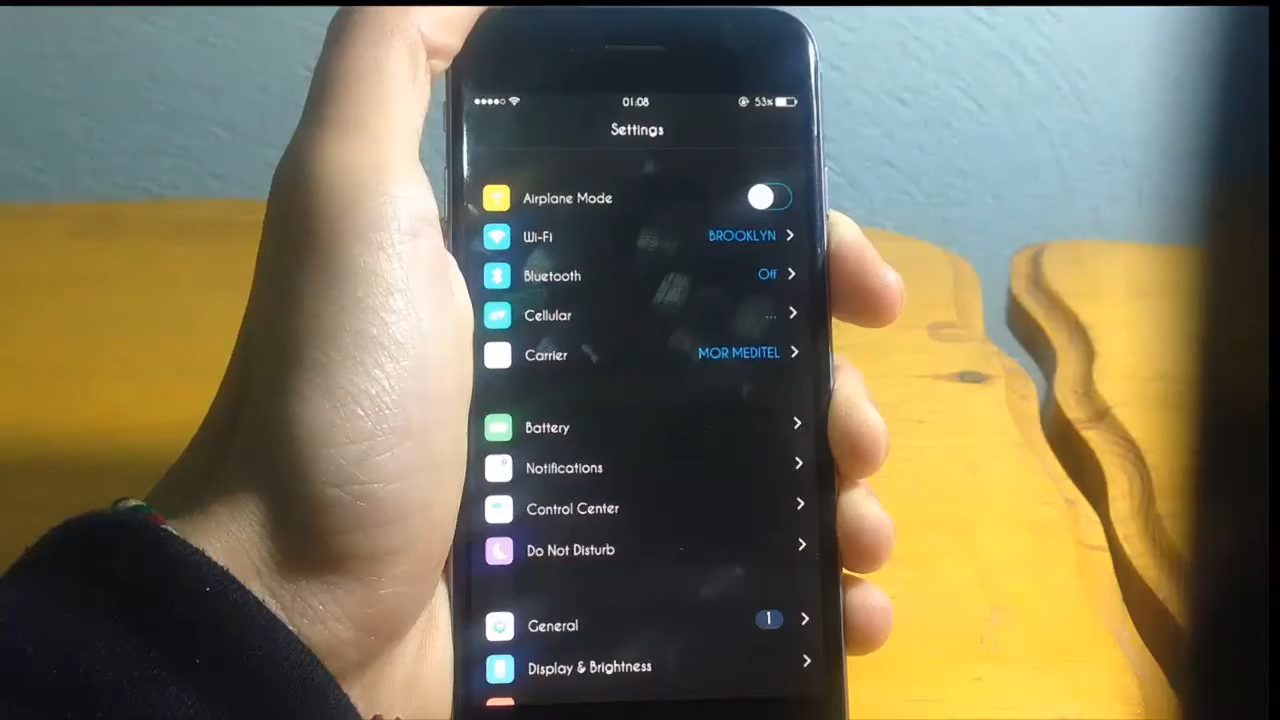 01:08
53%
Settings
Airplane Mode
Wi-Fi BROOKLYN
Bluetooth Off
Cellular ...
Carrier MOR MEDITEL
Battery
Notifications
Control Center
Do Not Disturb
General 1
Display & Brightness